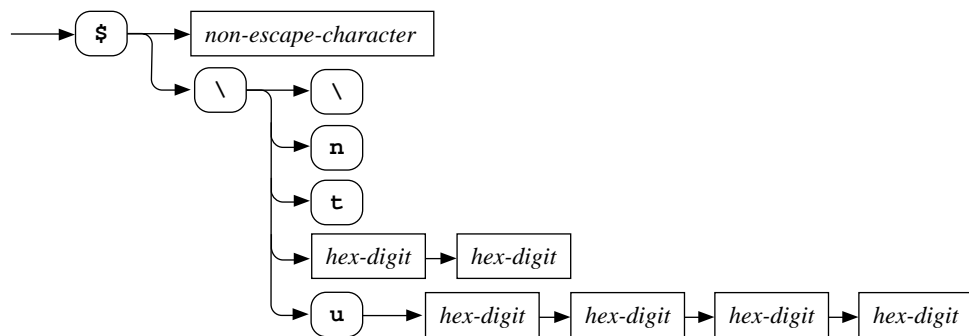 $ non-escape-character
\ \
n
t
hex-digit hex-digit
u hex-digit hex-digit hex-digit hex-digit